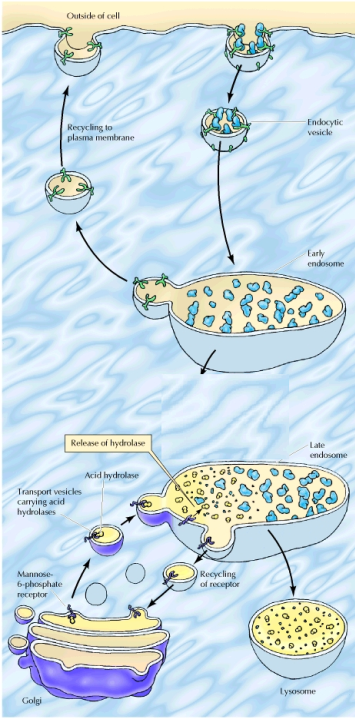 Outside of cell
Recycling to
plasma membrane
Endocytic
vesicle
Early
endosome
Release of hydrolase
Late
endosome
Acid hydrolase
Transport vesicles
carrying acid
hydrolases
Mannose-
6-phosphate
receptor
Recycling
of receptor
Golgi
Lysosome